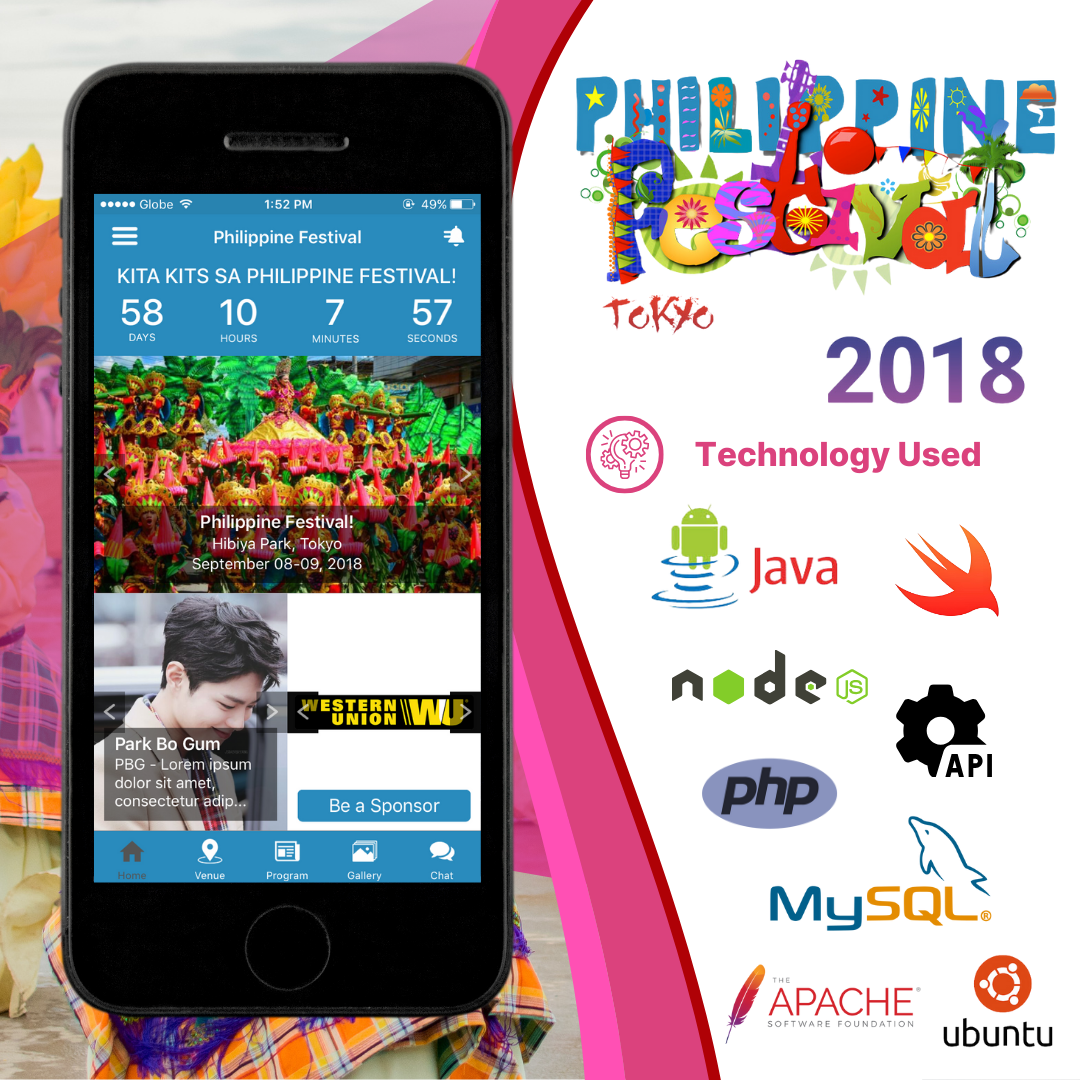 Globe 1:52 PM 49%
Philippine Festival
KITA KITS SA PHILIPPINE FESTIVAL!
58 10 7 57
DAYS HOURS MINUTES SECONDS
Philippine Festival!
Hibiya Park, Tokyo
September 08-09, 2018
Park Bo Gum
PBG - Lorem ipsum
dolor sit amet,
consectetur adip...
WESTERN
UNION WU
Be a Sponsor
Home Venue Program Gallery Chat
PHILIPPINE
Festival
TOKYO
2018
Technology Used
Java
node JS
API
php
MySQL®
THE
APACHE®
SOFTWARE FOUNDATION
ubuntu